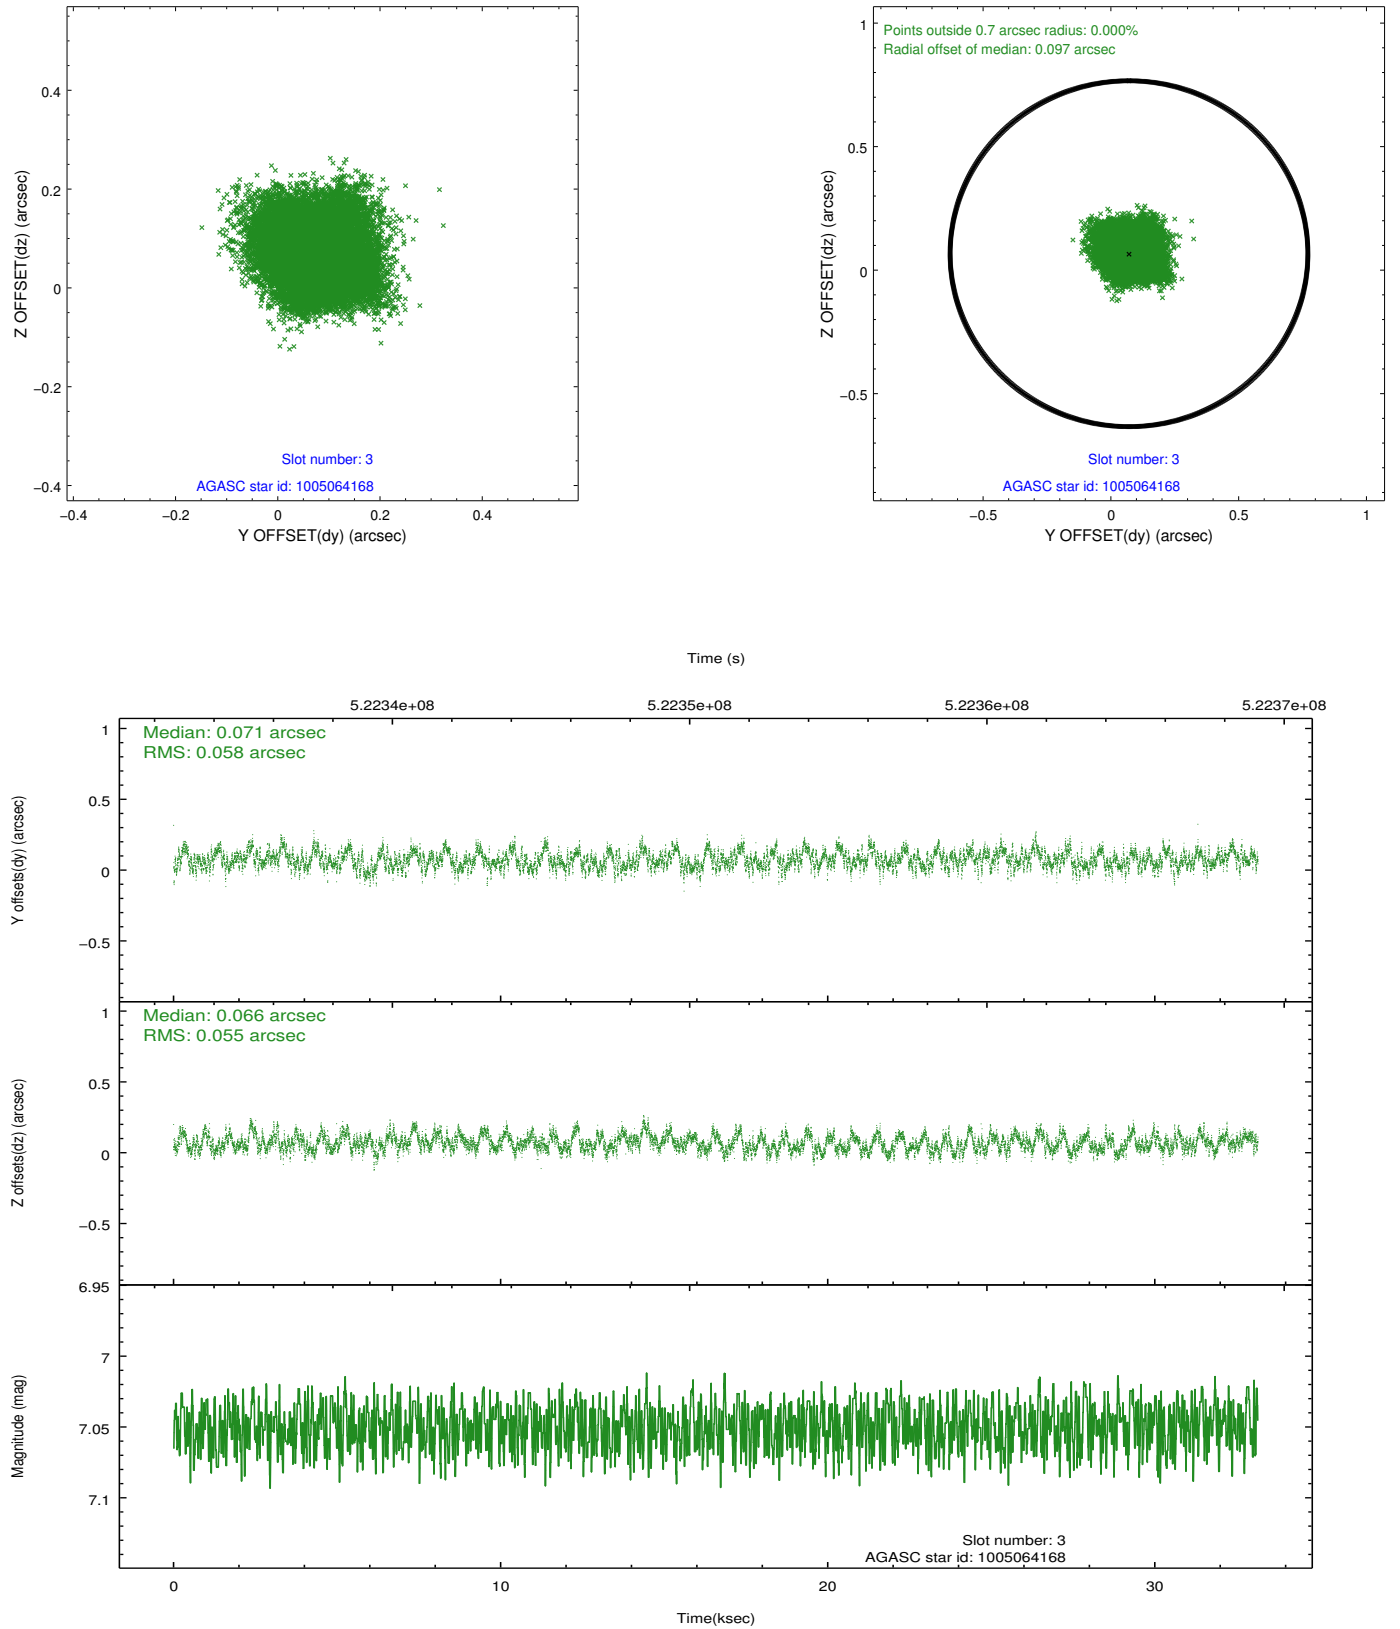 0.4
0.2
0
−0.2
−0.4
Z OFFSET(dz) (arcsec)
Slot number: 3
AGASC star id: 1005064168
−0.4 −0.2 0 0.2 0.4
Y OFFSET(dy) (arcsec)
1
0.5
0
−0.5
Z OFFSET(dz) (arcsec)
Points outside 0.7 arcsec radius: 0.000%
Radial offset of median: 0.097 arcsec
Slot number: 3
AGASC star id: 1005064168
−0.5 0 0.5 1
Y OFFSET(dy) (arcsec)
Time (s)
5.2234e+08 5.2235e+08 5.2236e+08 5.2237e+08
1
0.5
0
−0.5
Y offsets(dy) (arcsec)
Median: 0.071 arcsec
RMS: 0.058 arcsec
1
0.5
0
−0.5
Z offsets(dz) (arcsec)
Median: 0.066 arcsec
RMS: 0.055 arcsec
6.95
7
7.05
7.1
Magnitude (mag)
Slot number: 3
AGASC star id: 1005064168
0 10 20 30
Time(ksec)